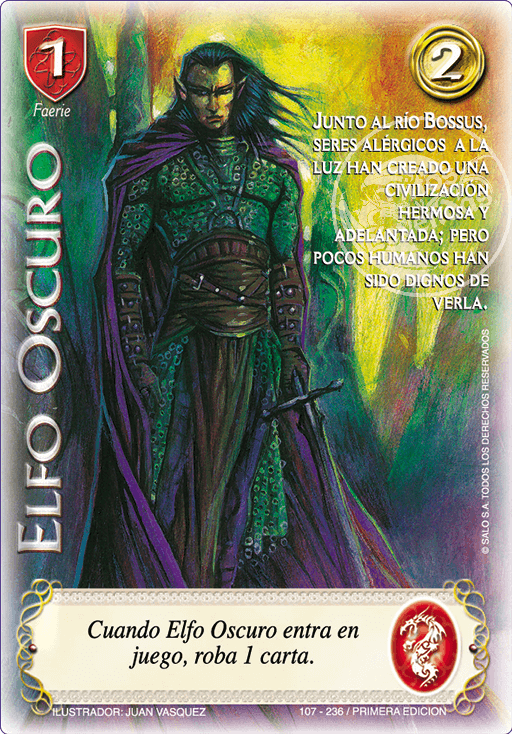 1
Faerie
2
JUNTO AL RÍO BOSSUS,
SERES ALÉRGICOS A LA
LUZ HAN CREADO UNA
CIVILIZACIÓN
HERMOSA Y
ADELANTADA; PERO
POCOS HUMANOS HAN
SIDO DIGNOS DE
VERLA.
ELFO OSCURO
© SALO S.A. TODOS LOS DERECHOS RESERVADOS
Cuando Elfo Oscuro entra en
juego, roba 1 carta.
ILUSTRADOR: JUAN VASQUEZ
107 - 236 / PRIMERA EDICION